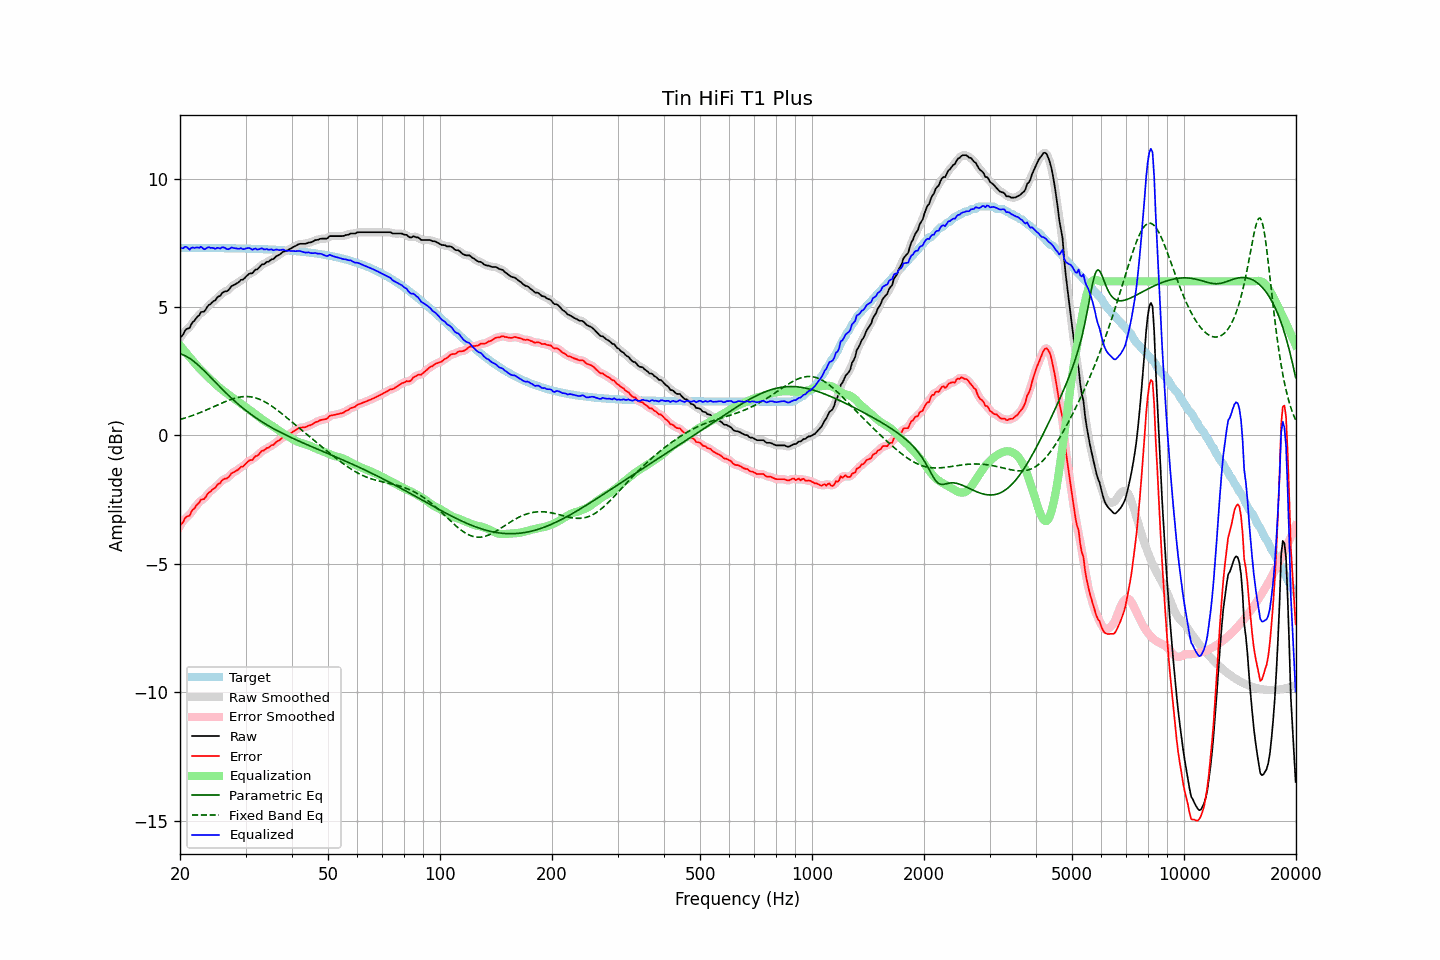 Tin HiFi T1 Plus
Amplitude (dBr)
10
5
0
−5
−10
−15
Target
Raw Smoothed
Error Smoothed
Raw
Error
Equalization
Parametric Eq
Fixed Band Eq
Equalized
20
50
100
200
500
1000
2000
5000
10000
20000
Frequency (Hz)